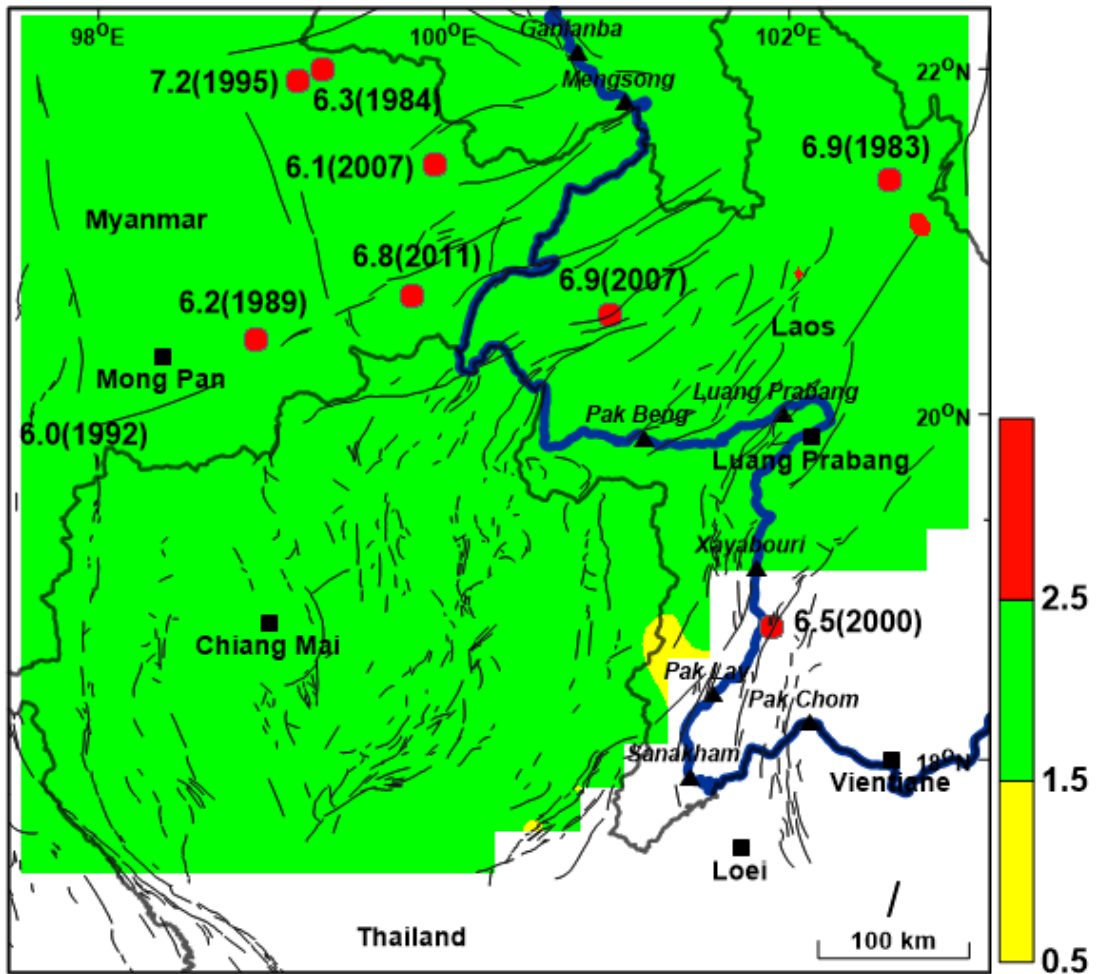 98°E
100°E
102°E
Ganlanba
22°N
7.2(1995)
6.3(1984)
Mengsong
6.1(2007)
6.9(1983)
Myanmar
6.8(2011)
6.2(1989)
6.9(2007)
Laos
Mong Pan
Luang Prabang
Pak Beng
20°N
6.0(1992)
Luang Prabang
Xayabouri
2.5
6.5(2000)
Chiang Mai
Pak Lay
Pak Chom
Sanakham
18°N
1.5
Vientiane
Loei
Thailand
100 km
0.5